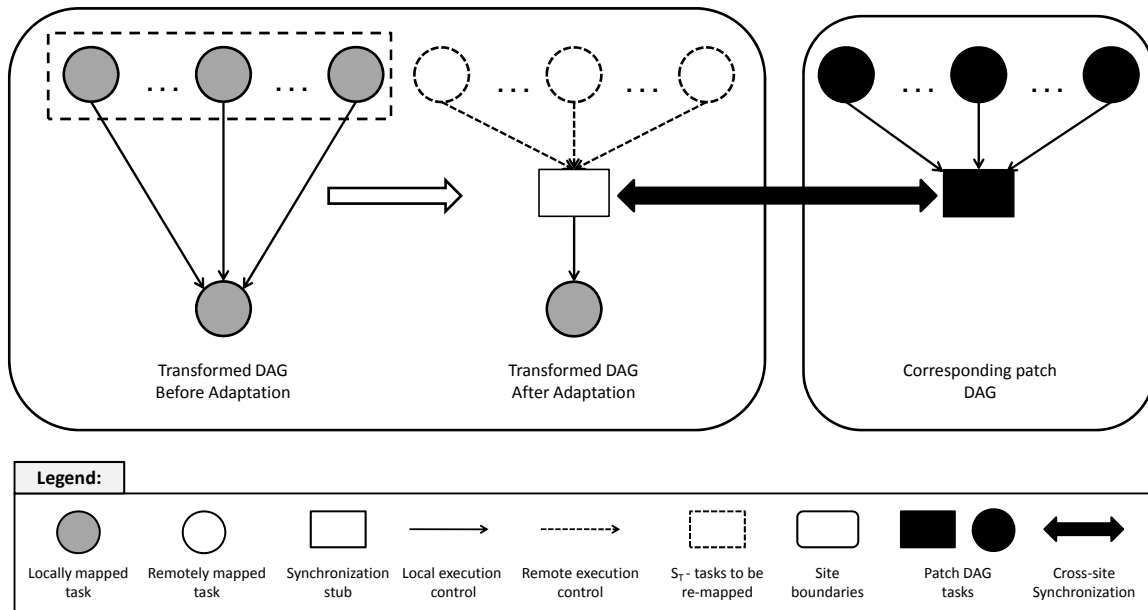 ... ...
... ...
... ...
Transformed DAG
Before Adaptation
Transformed DAG
After Adaptation
Corresponding patch
DAG
Legend:
Locally mapped
task
Remotely mapped
task
Synchronization
stub
Local execution
control
Remote execution
control
S_T - tasks to be
re-mapped
Site
boundaries
Patch DAG
tasks
Cross-site
Synchronization